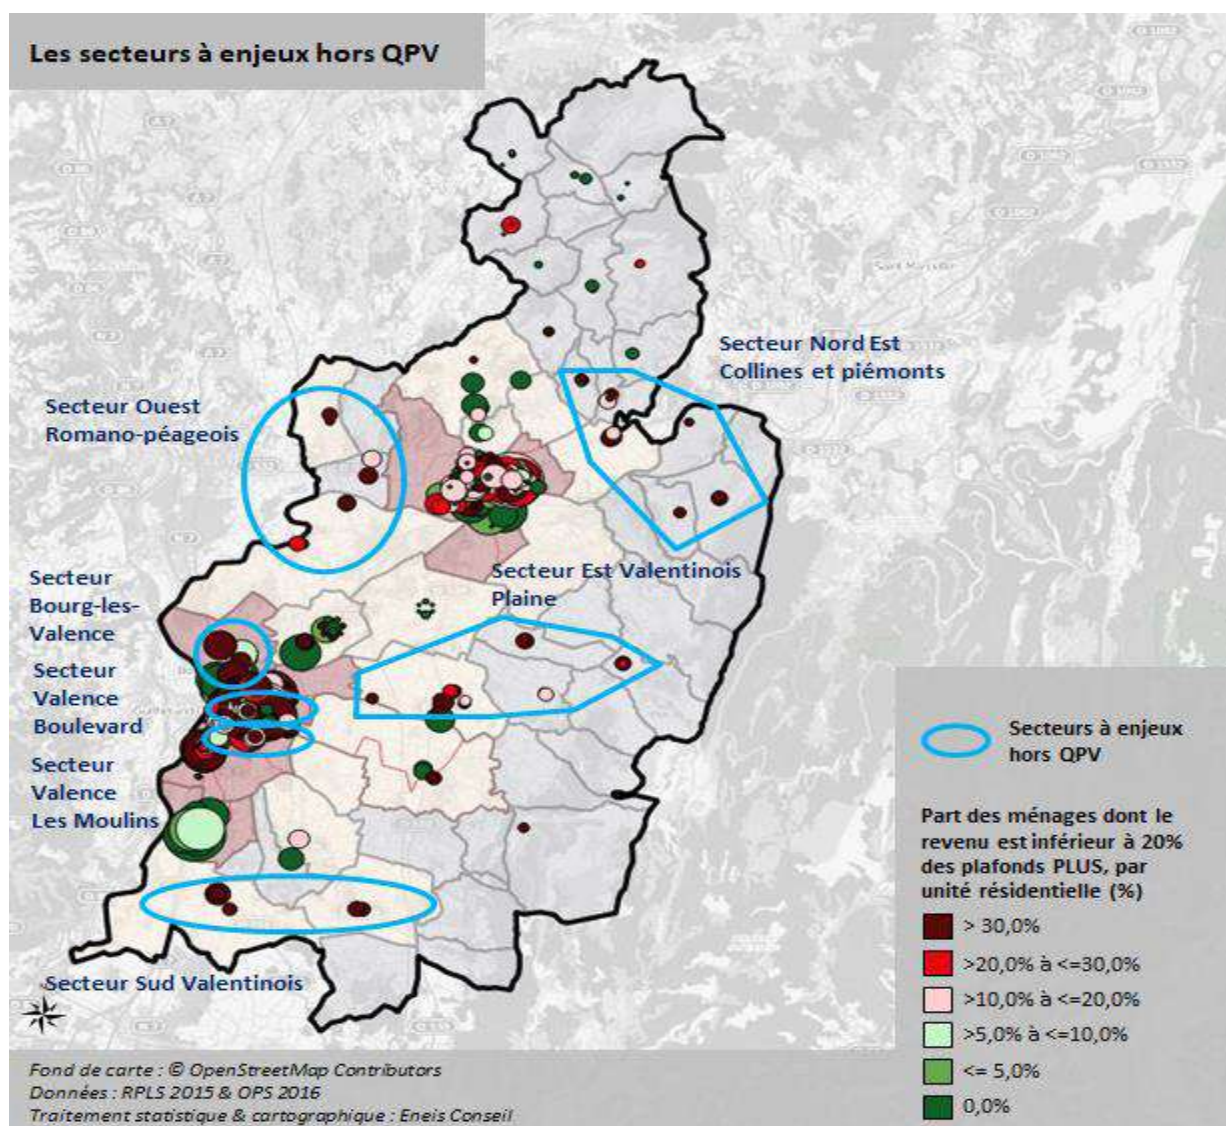 Les secteurs à enjeux hors QPV
Secteur Nord Est
Collines et piémonts
Secteur Ouest
Romano-péageois
Secteur Est Valentinois
Plaine
Secteur
Bourg-les-
Valence
Secteur
Valence
Boulevard
Secteur
Valence
Les Moulins
Secteur Sud Valentinois
Secteurs à enjeux
hors QPV
Part des ménages dont le
revenu est inférieur à 20%
des plafonds PLUS, par
unité résidentielle (%)
> 30,0%
>20,0% à <=30,0%
>10,0% à <=20,0%
>5,0% à <=10,0%
<= 5,0%
0,0%
Fond de carte : © OpenStreetMap Contributors
Données : RPLS 2015 & OPS 2016
Traitement statistique & cartographique : Eneis Conseil